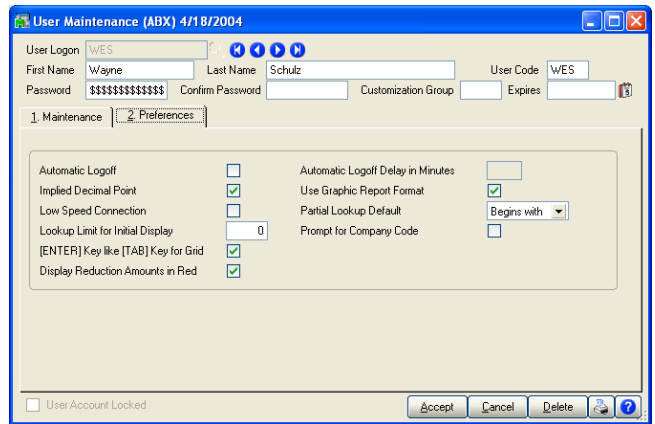 User Maintenance (ABX) 4/18/2004
User Logon WES
First Name Wayne Last Name Schulz User Code WES
Password $$$$$$$$$$$$$ Confirm Password Customization Group Expires
1. Maintenance 2. Preferences
Automatic Logoff Automatic Logoff Delay in Minutes
Implied Decimal Point Use Graphic Report Format
Low Speed Connection Partial Lookup Default Begins with
Lookup Limit for Initial Display 0 Prompt for Company Code
[ENTER] Key like [TAB] Key for Grid
Display Reduction Amounts in Red
User Account Locked Accept Cancel Delete ?